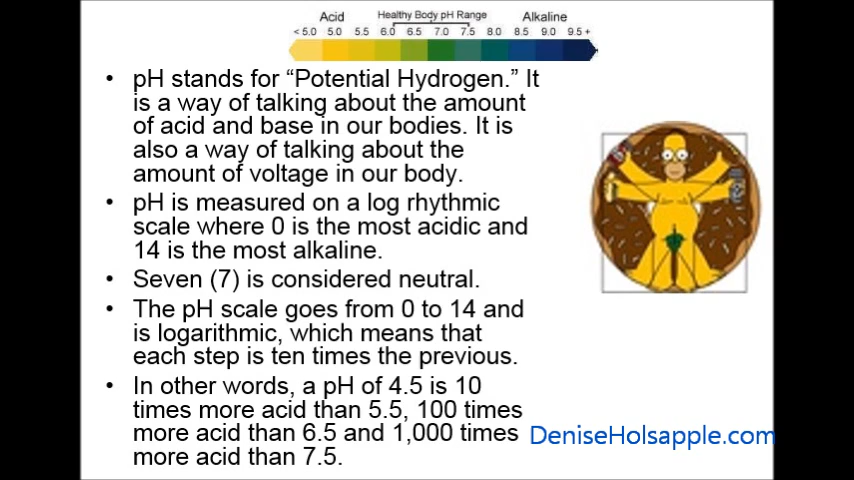 Acid Healthy Body pH Range Alkaline
< 5.0 5.0 5.5 6.0 6.5 7.0 7.5 8.0 8.5 9.0 9.5 +
• pH stands for “Potential Hydrogen.” It
is a way of talking about the amount
of acid and base in our bodies. It is
also a way of talking about the
amount of voltage in our body.
• pH is measured on a log rhythmic
scale where 0 is the most acidic and
14 is the most alkaline.
• Seven (7) is considered neutral.
• The pH scale goes from 0 to 14 and
is logarithmic, which means that
each step is ten times the previous.
• In other words, a pH of 4.5 is 10
times more acid than 5.5, 100 times
more acid than 6.5 and 1,000 times
more acid than 7.5.
DeniseHolsapple.com